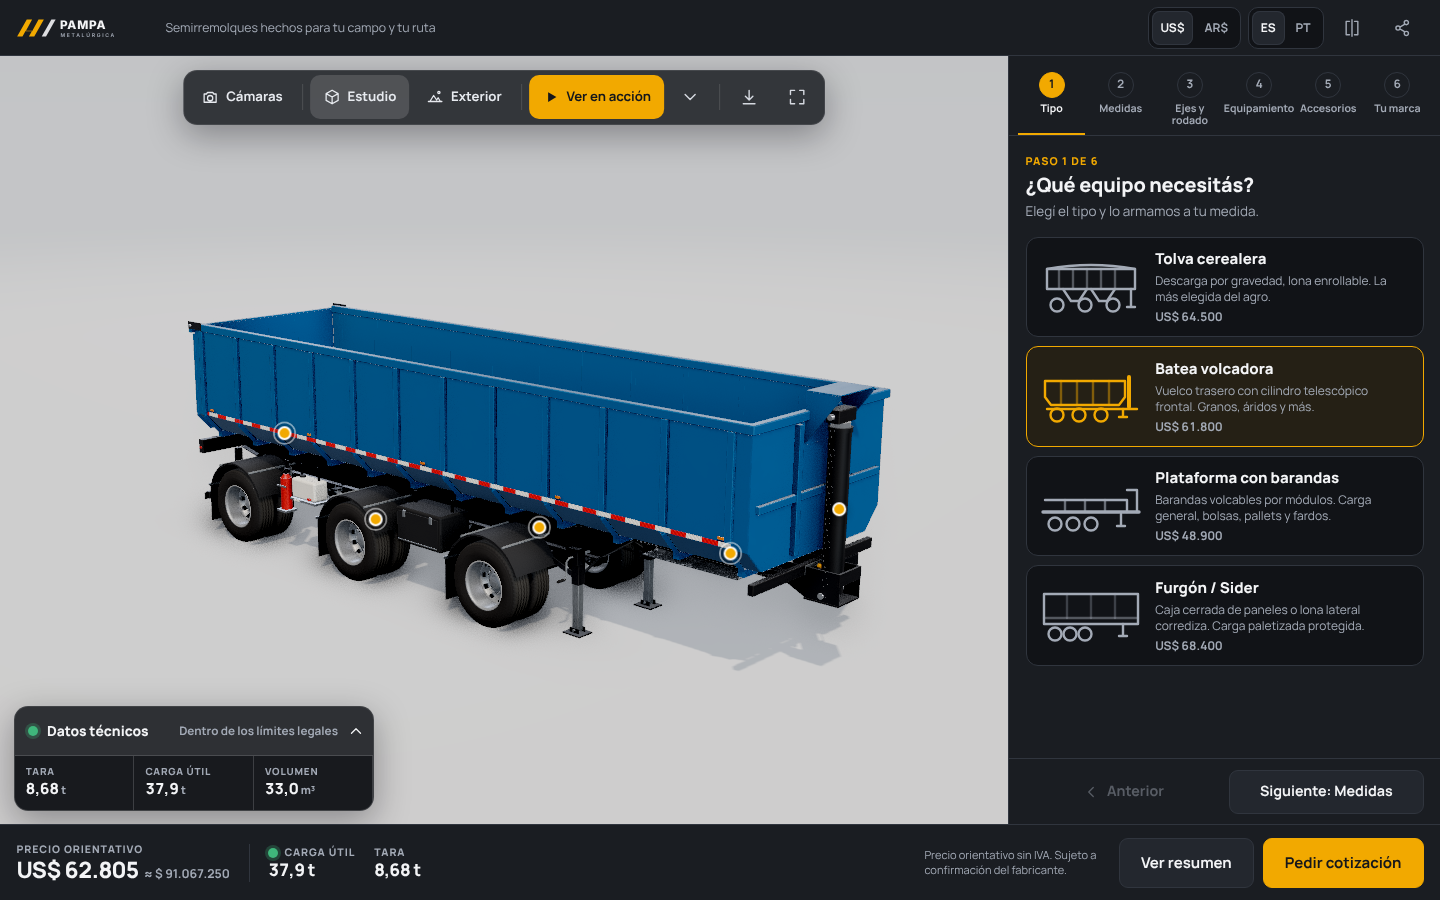 PAMPA
METALÚRGICA
Semirremolques hechos para tu campo y tu ruta
US$ AR$
ES PT
Cámaras
Estudio
Exterior
Ver en acción
1 2 3 4 5 6
Tipo Medidas Ejes y rodado Equipamiento Accesorios Tu marca
PASO 1 DE 6
¿Qué equipo necesitás?
Elegí el tipo y lo armamos a tu medida.
Tolva cerealera
Descarga por gravedad, lona enrollable. La
más elegida del agro.
US$ 64.500
Batea volcadora
Vuelco trasero con cilindro telescópico
frontal. Granos, áridos y más.
US$ 61.800
Plataforma con barandas
Barandas volcables por módulos. Carga
general, bolsas, pallets y fardos.
US$ 48.900
Furgón / Sider
Caja cerrada de paneles o lona lateral
corrediza. Carga paletizada protegida.
US$ 68.400
Anterior
Siguiente: Medidas
Datos técnicos
Dentro de los límites legales
TARA CARGA ÚTIL VOLUMEN
8,68 t 37,9 t 33,0 m³
PRECIO ORIENTATIVO
US$ 62.805 ≈ $ 91.067.250
CARGA ÚTIL TARA
37,9 t 8,68 t
Precio orientativo sin IVA. Sujeto a
confirmación del fabricante.
Ver resumen
Pedir cotización